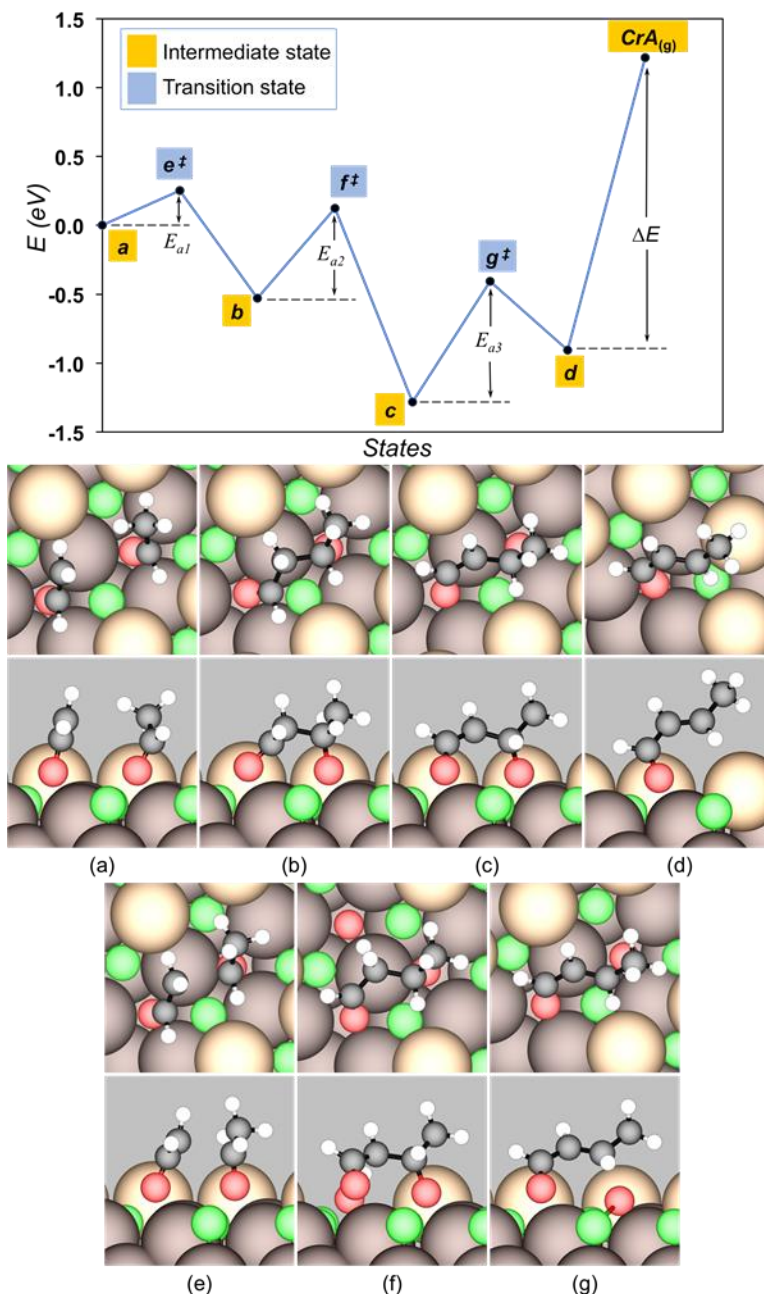 1.5
1.0
0.5
0.0
-0.5
-1.0
-1.5
E (eV)
Intermediate state
Transition state
CrA(g)
e‡
f‡
a
Ea1
Ea2
g‡
ΔE
b
Ea3
d
c
States
(a) (b) (c) (d)
(e) (f) (g)